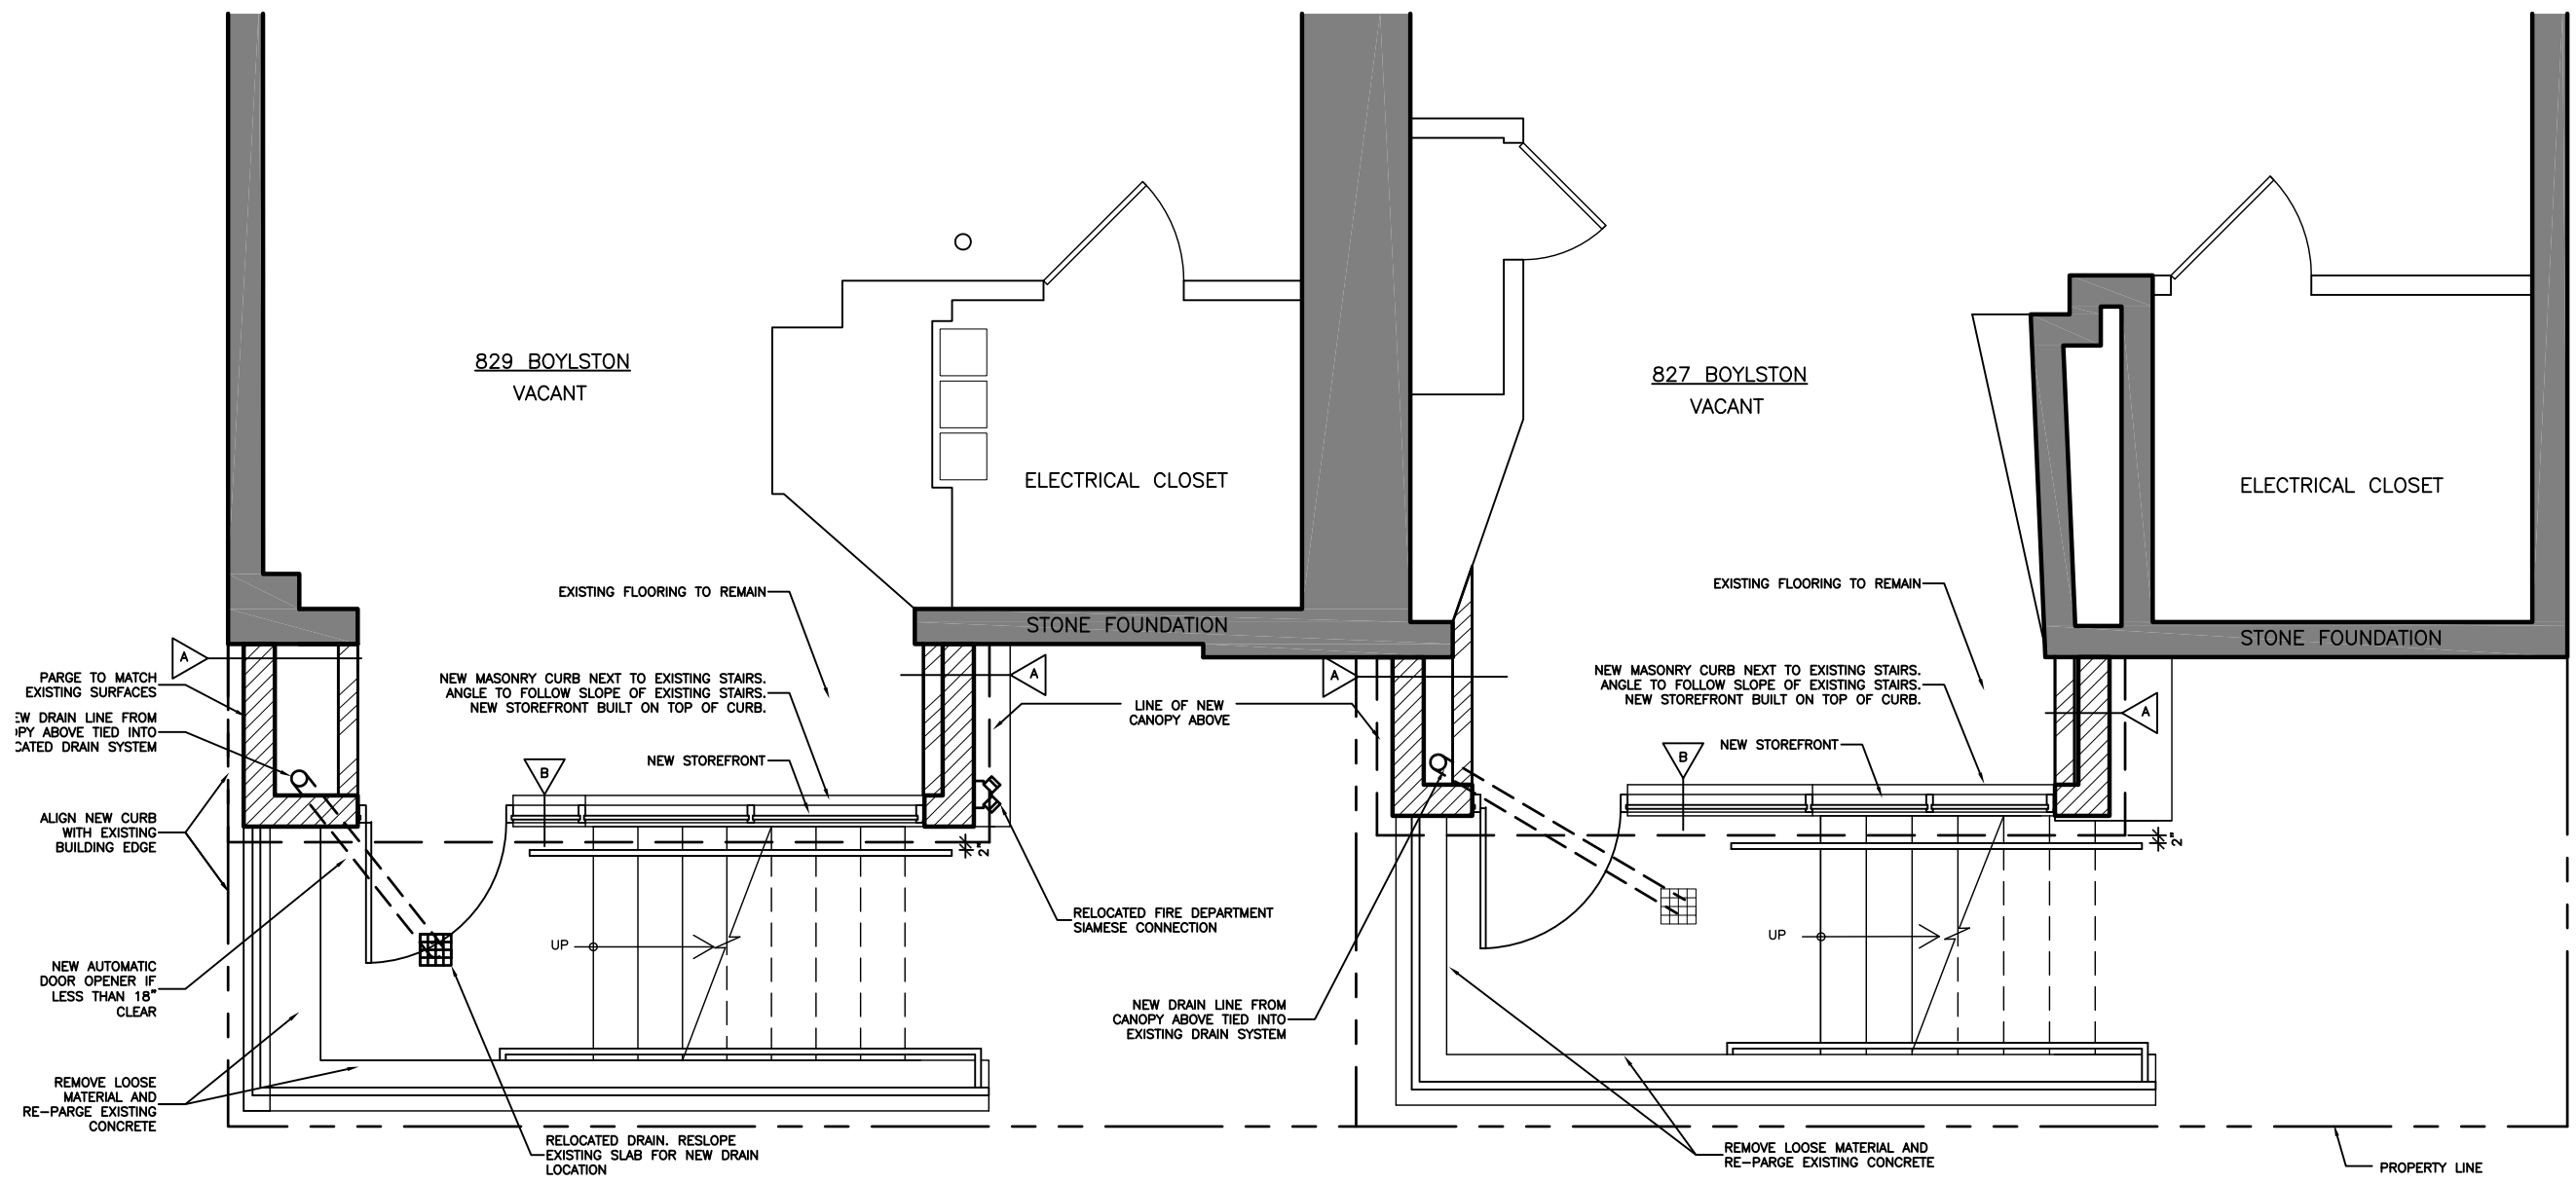 829 BOYLSTON
VACANT
827 BOYLSTON
VACANT
ELECTRICAL CLOSET
ELECTRICAL CLOSET
EXISTING FLOORING TO REMAIN
EXISTING FLOORING TO REMAIN
STONE FOUNDATION
STONE FOUNDATION
A
A
A
A
PARGE TO MATCH
EXISTING SURFACES
NEW MASONRY CURB NEXT TO EXISTING STAIRS.
ANGLE TO FOLLOW SLOPE OF EXISTING STAIRS.
NEW STOREFRONT BUILT ON TOP OF CURB.
LINE OF NEW
CANOPY ABOVE
NEW MASONRY CURB NEXT TO EXISTING STAIRS.
ANGLE TO FOLLOW SLOPE OF EXISTING STAIRS.
NEW STOREFRONT BUILT ON TOP OF CURB.
DRAIN LINE FROM
ABOVE TIED INTO
DRAIN SYSTEM
NEW STOREFRONT
NEW STOREFRONT
B
B
ALIGN NEW CURB
WITH EXISTING
BUILDING EDGE
2"
2"
RELOCATED FIRE DEPARTMENT
SIAMESE CONNECTION
UP
UP
NEW AUTOMATIC
DOOR OPENER IF
LESS THAN 18"
CLEAR
NEW DRAIN LINE FROM
CANOPY ABOVE TIED INTO
EXISTING DRAIN SYSTEM
REMOVE LOOSE
MATERIAL AND
RE-PARGE EXISTING
CONCRETE
RELOCATED DRAIN. RESLOPE
EXISTING SLAB FOR NEW DRAIN
LOCATION
REMOVE LOOSE MATERIAL AND
RE-PARGE EXISTING CONCRETE
PROPERTY LINE